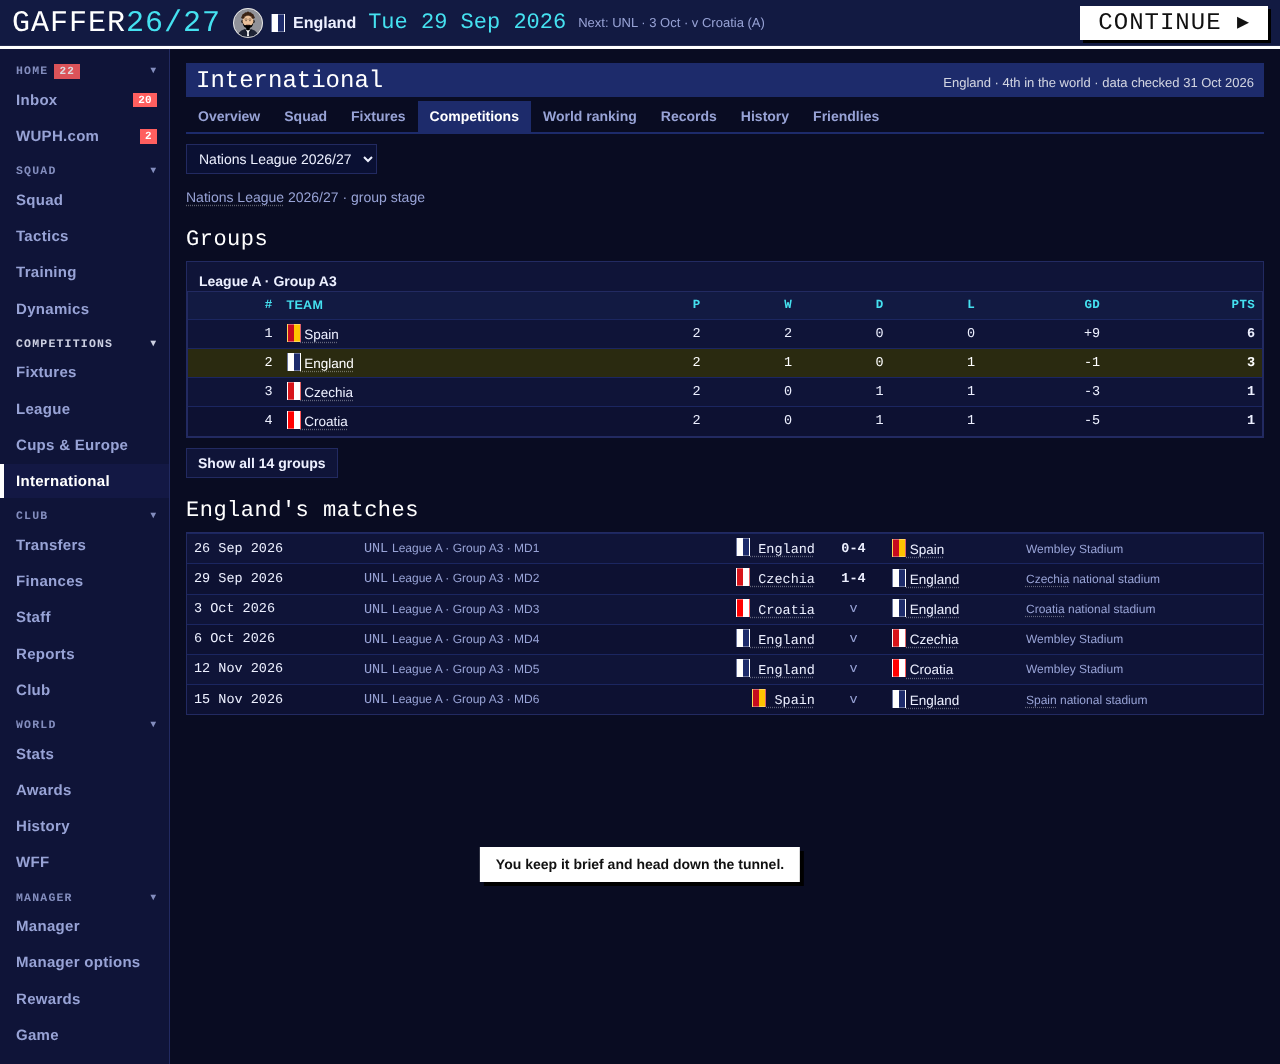 GAFFER26/27 England Tue 29 Sep 2026 Next: UNL · 3 Oct · v Croatia (A) CONTINUE ►
HOME 22 ▼
Inbox 20
WUPH.com 2
SQUAD ▼
Squad
Tactics
Training
Dynamics
COMPETITIONS ▼
Fixtures
League
Cups & Europe
International
CLUB ▼
Transfers
Finances
Staff
Reports
Club
WORLD ▼
Stats
Awards
History
WFF
MANAGER ▼
Manager
Manager options
Rewards
Game
International England · 4th in the world · data checked 31 Oct 2026
Overview Squad Fixtures Competitions World ranking Records History Friendlies
Nations League 2026/27
Nations League 2026/27 · group stage
Groups
League A · Group A3
# TEAM P W D L GD PTS
1 Spain 2 2 0 0 +9 6
2 England 2 1 0 1 -1 3
3 Czechia 2 0 1 1 -3 1
4 Croatia 2 0 1 1 -5 1
Show all 14 groups
England's matches
26 Sep 2026 UNL League A · Group A3 · MD1 England 0-4 Spain Wembley Stadium
29 Sep 2026 UNL League A · Group A3 · MD2 Czechia 1-4 England Czechia national stadium
3 Oct 2026 UNL League A · Group A3 · MD3 Croatia v England Croatia national stadium
6 Oct 2026 UNL League A · Group A3 · MD4 England v Czechia Wembley Stadium
12 Nov 2026 UNL League A · Group A3 · MD5 England v Croatia Wembley Stadium
15 Nov 2026 UNL League A · Group A3 · MD6 Spain v England Spain national stadium
You keep it brief and head down the tunnel.